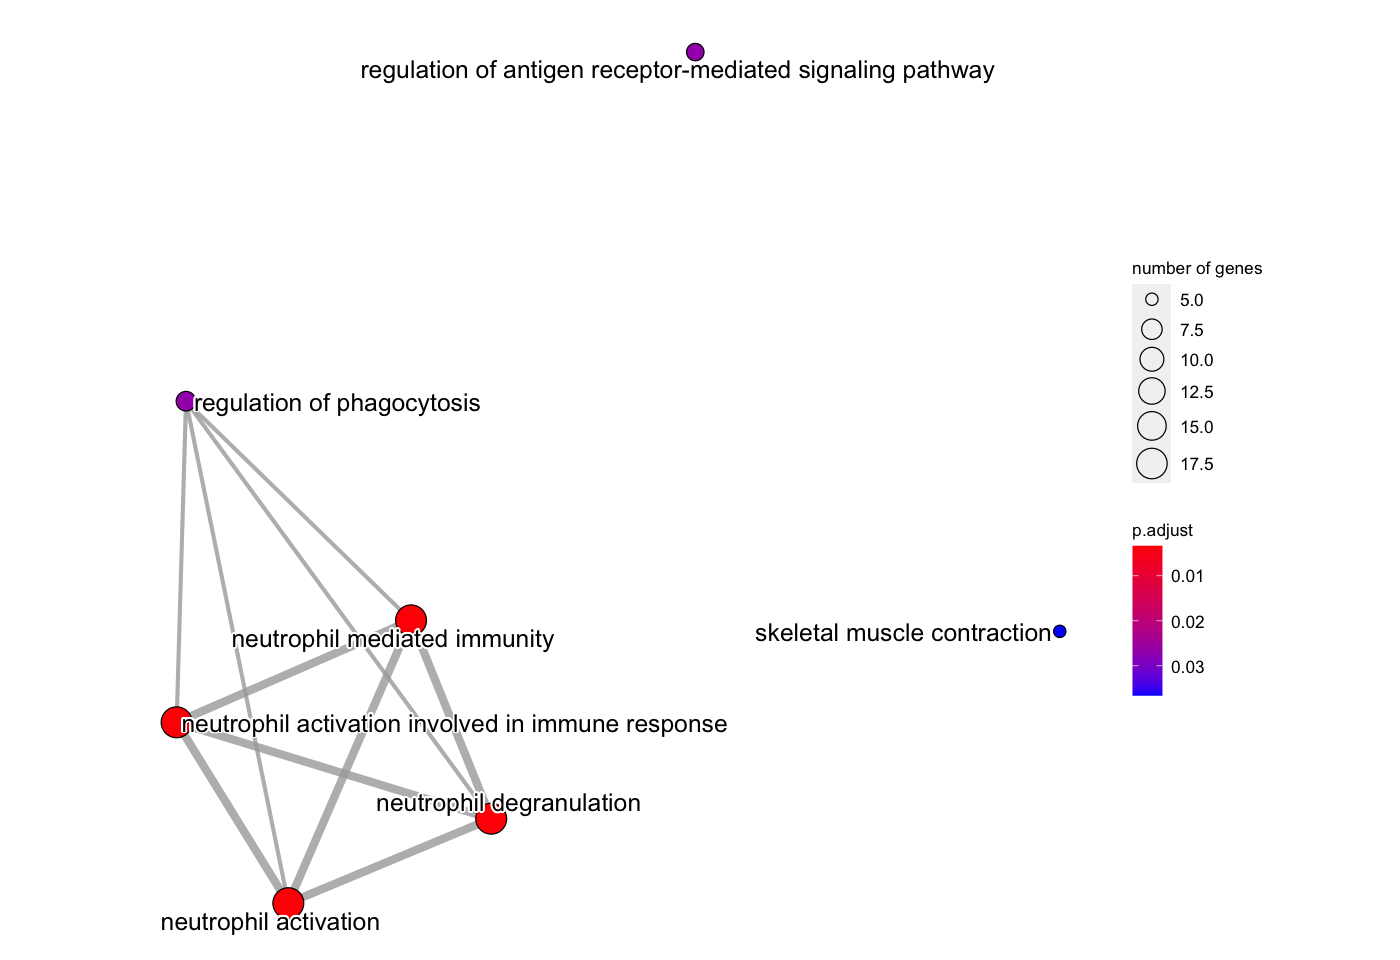 regulation of antigen receptor-mediated signaling pathway
number of genes
5.0
7.5
10.0
12.5
15.0
17.5
regulation of phagocytosis
p.adjust
0.01
0.02
0.03
neutrophil mediated immunity
skeletal muscle contraction
neutrophil activation involved in immune response
neutrophil degranulation
neutrophil activation